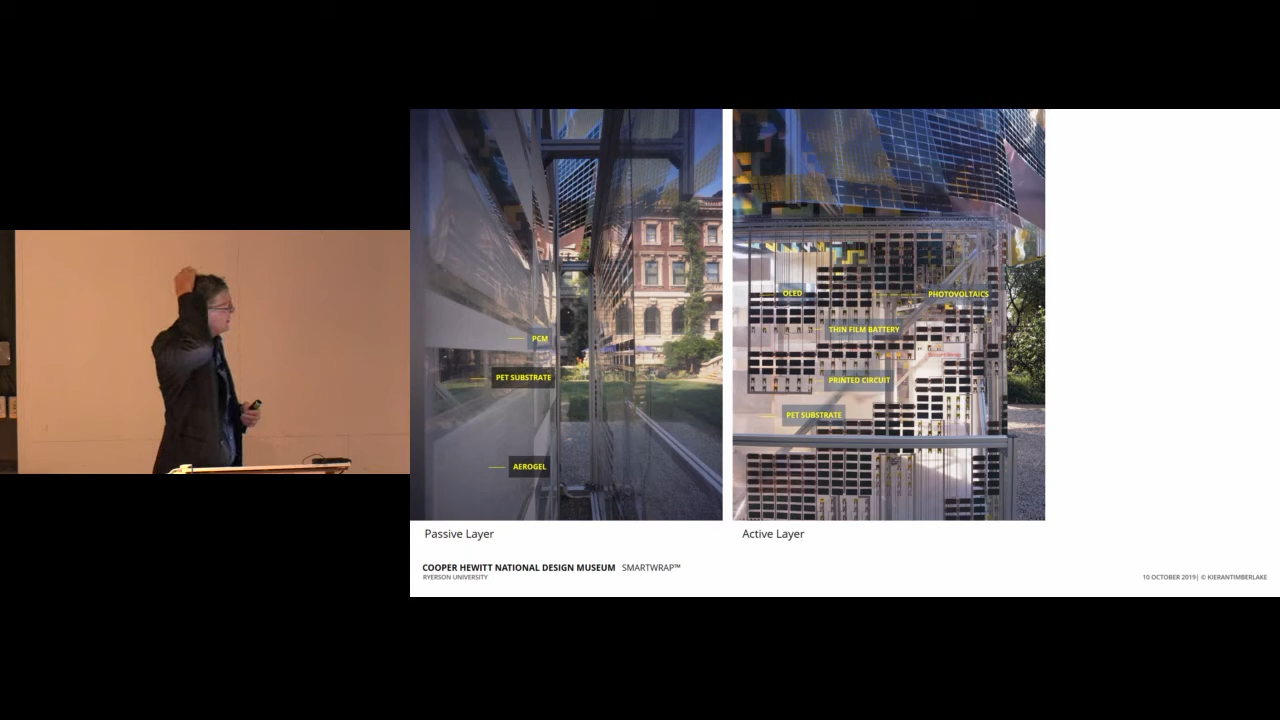 PCM
PET SUBSTRATE
AEROGEL
OLED
PHOTOVOLTAICS
THIN FILM BATTERY
PRINTED CIRCUIT
PET SUBSTRATE
Passive Layer
Active Layer
COOPER HEWITT NATIONAL DESIGN MUSEUM SMARTWRAP™
RYERSON UNIVERSITY
10 OCTOBER 2019| © KIERANTIMBERLAKE